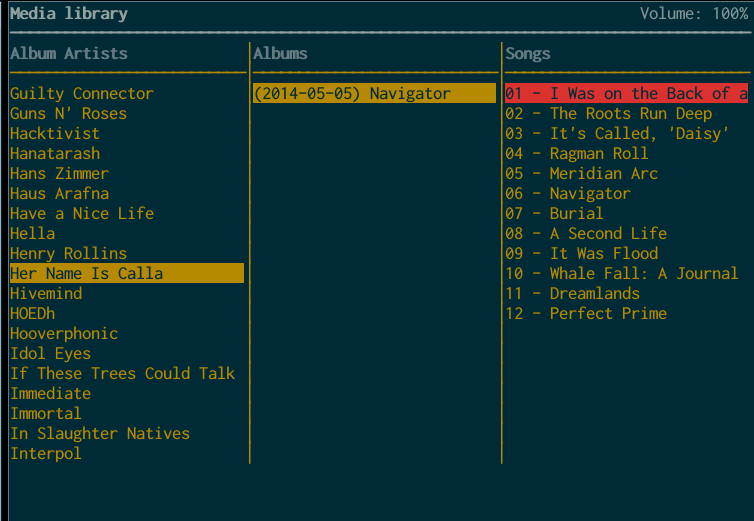 Media library Volume: 100%
Album Artists
Guilty Connector
Guns N' Roses
Hacktivist
Hanatarash
Hans Zimmer
Haus Arafna
Have a Nice Life
Hella
Henry Rollins
Her Name Is Calla
Hivemind
HOEDh
Hooverphonic
Idol Eyes
If These Trees Could Talk
Immediate
Immortal
In Slaughter Natives
Interpol
Albums
(2014-05-05) Navigator
Songs
01 - I Was on the Back of a
02 - The Roots Run Deep
03 - It's Called, 'Daisy'
04 - Ragman Roll
05 - Meridian Arc
06 - Navigator
07 - Burial
08 - A Second Life
09 - It Was Flood
10 - Whale Fall: A Journal
11 - Dreamlands
12 - Perfect Prime